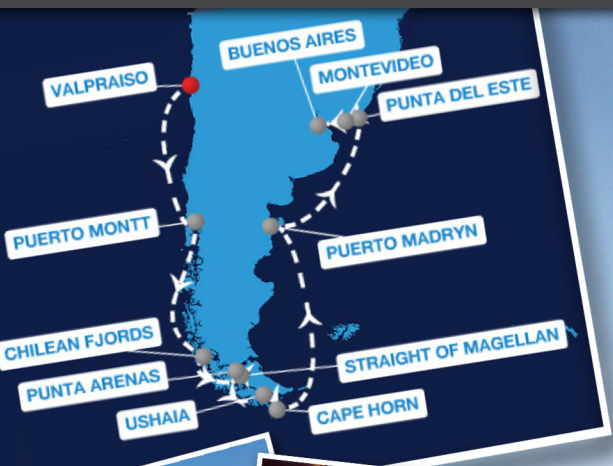 BUENOS AIRES
MONTEVIDEO
VALPRAISO
PUNTA DEL ESTE
PUERTO MONTT
PUERTO MADRYN
CHILEAN FJORDS
STRAIGHT OF MAGELLAN
PUNTA ARENAS
USHAIA
CAPE HORN